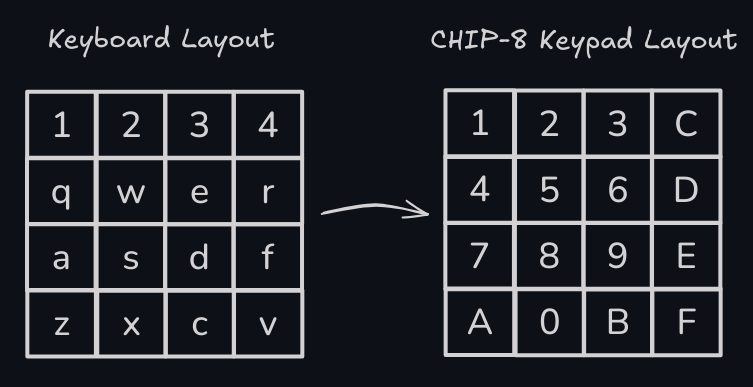 Keyboard Layout
1 2 3 4
q w e r
a s d f
z x c v
CHIP-8 Keypad Layout
1 2 3 C
4 5 6 D
7 8 9 E
A 0 B F